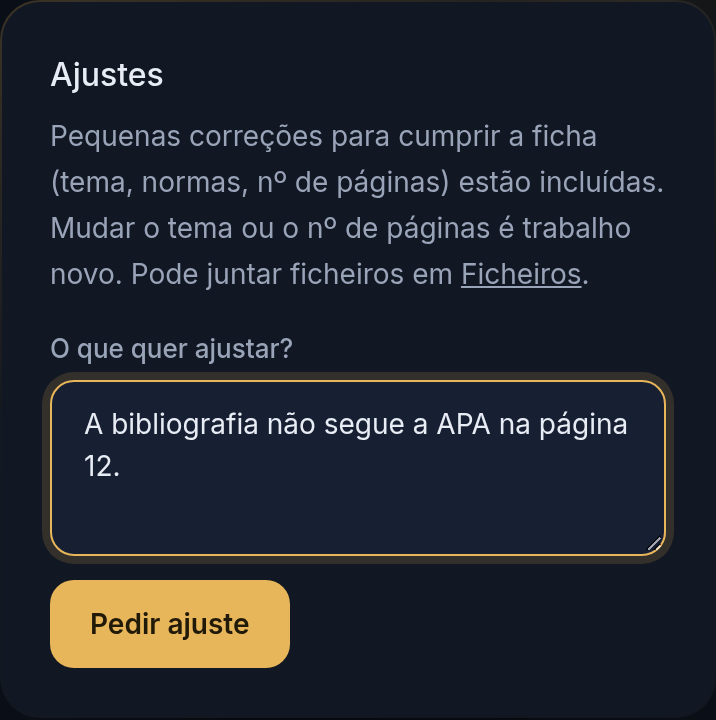 Ajustes
Pequenas correções para cumprir a ficha
(tema, normas, nº de páginas) estão incluídas.
Mudar o tema ou o nº de páginas é trabalho
novo. Pode juntar ficheiros em Ficheiros.
O que quer ajustar?
A bibliografia não segue a APA na página
12.
Pedir ajuste